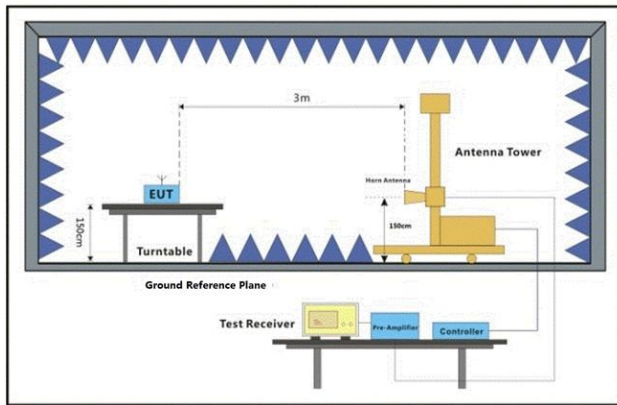 3m
Antenna Tower
Horn Antenna
EUT
150cm
150cm
Turntable
Ground Reference Plane
Test Receiver
Pre-Amplifier
Controller